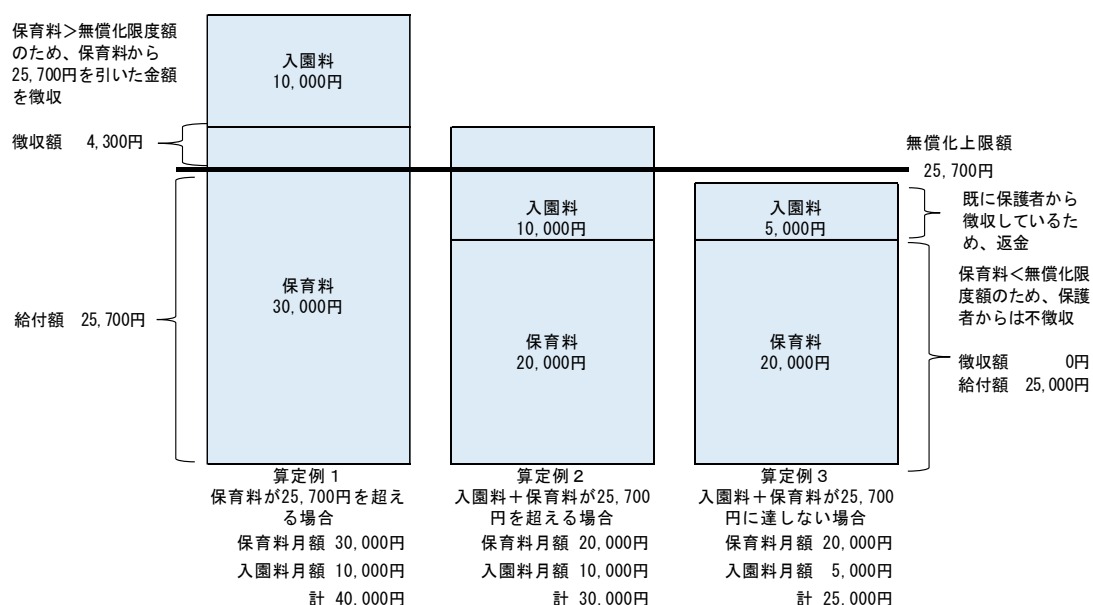 保育料＞無償化限度額
のため、保育料から
25,700円を引いた金額
を徴収
徴収額　4,300円
給付額　25,700円
入園料
10,000円
保育料
30,000円
入園料
10,000円
保育料
20,000円
入園料
5,000円
保育料
20,000円
無償化上限額
25,700円
既に保護者から
徴収しているた
め、返金
保育料＜無償化限
度額のため、保護
者からは不徴収
徴収額　0円
給付額　25,000円
算定例１
保育料が25,700円を超え
る場合
保育料月額 30,000円
入園料月額 10,000円
計 40,000円
算定例２
入園料＋保育料が25,700
円を超える場合
保育料月額 20,000円
入園料月額 10,000円
計 30,000円
算定例３
入園料＋保育料が25,700
円に達しない場合
保育料月額 20,000円
入園料月額 5,000円
計 25,000円